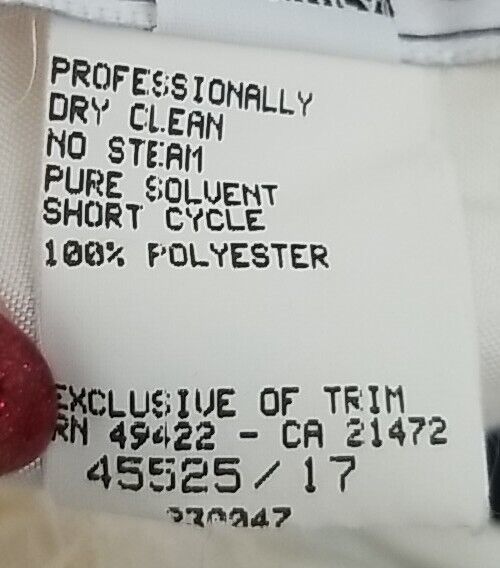 PROFESSIONALLY
DRY CLEAN
NO STEAM
PURE SOLVENT
SHORT CYCLE
100% POLYESTER
EXCLUSIVE OF TRIM
RN 49422 - CA 21472
45525/17